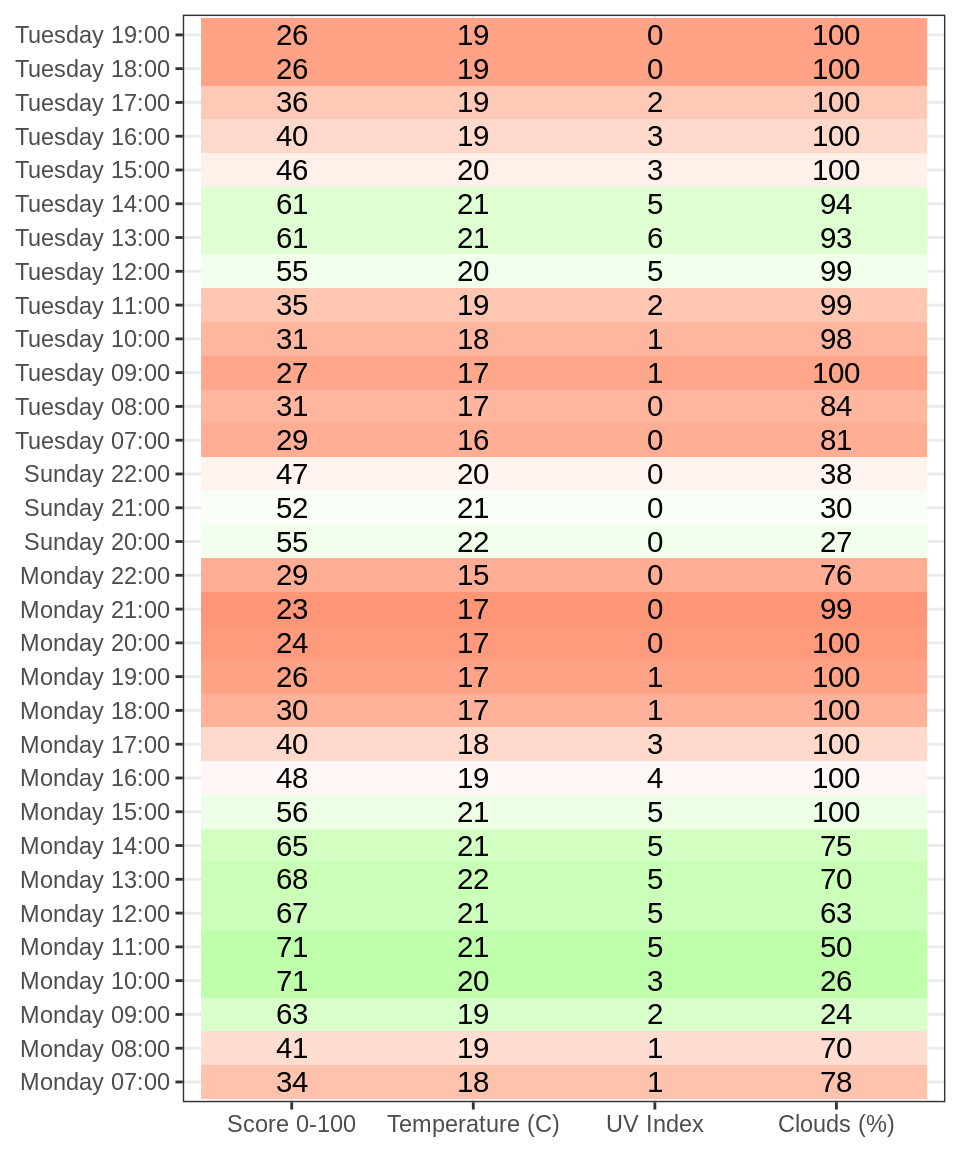 Tuesday 19:00 26 19 0 100
Tuesday 18:00 26 19 0 100
Tuesday 17:00 36 19 2 100
Tuesday 16:00 40 19 3 100
Tuesday 15:00 46 20 3 100
Tuesday 14:00 61 21 5 94
Tuesday 13:00 61 21 6 93
Tuesday 12:00 55 20 5 99
Tuesday 11:00 35 19 2 99
Tuesday 10:00 31 18 1 98
Tuesday 09:00 27 17 1 100
Tuesday 08:00 31 17 0 84
Tuesday 07:00 29 16 0 81
Sunday 22:00 47 20 0 38
Sunday 21:00 52 21 0 30
Sunday 20:00 55 22 0 27
Monday 22:00 29 15 0 76
Monday 21:00 23 17 0 99
Monday 20:00 24 17 0 100
Monday 19:00 26 17 1 100
Monday 18:00 30 17 1 100
Monday 17:00 40 18 3 100
Monday 16:00 48 19 4 100
Monday 15:00 56 21 5 100
Monday 14:00 65 21 5 75
Monday 13:00 68 22 5 70
Monday 12:00 67 21 5 63
Monday 11:00 71 21 5 50
Monday 10:00 71 20 3 26
Monday 09:00 63 19 2 24
Monday 08:00 41 19 1 70
Monday 07:00 34 18 1 78
Score 0-100 Temperature (C) UV Index Clouds (%)